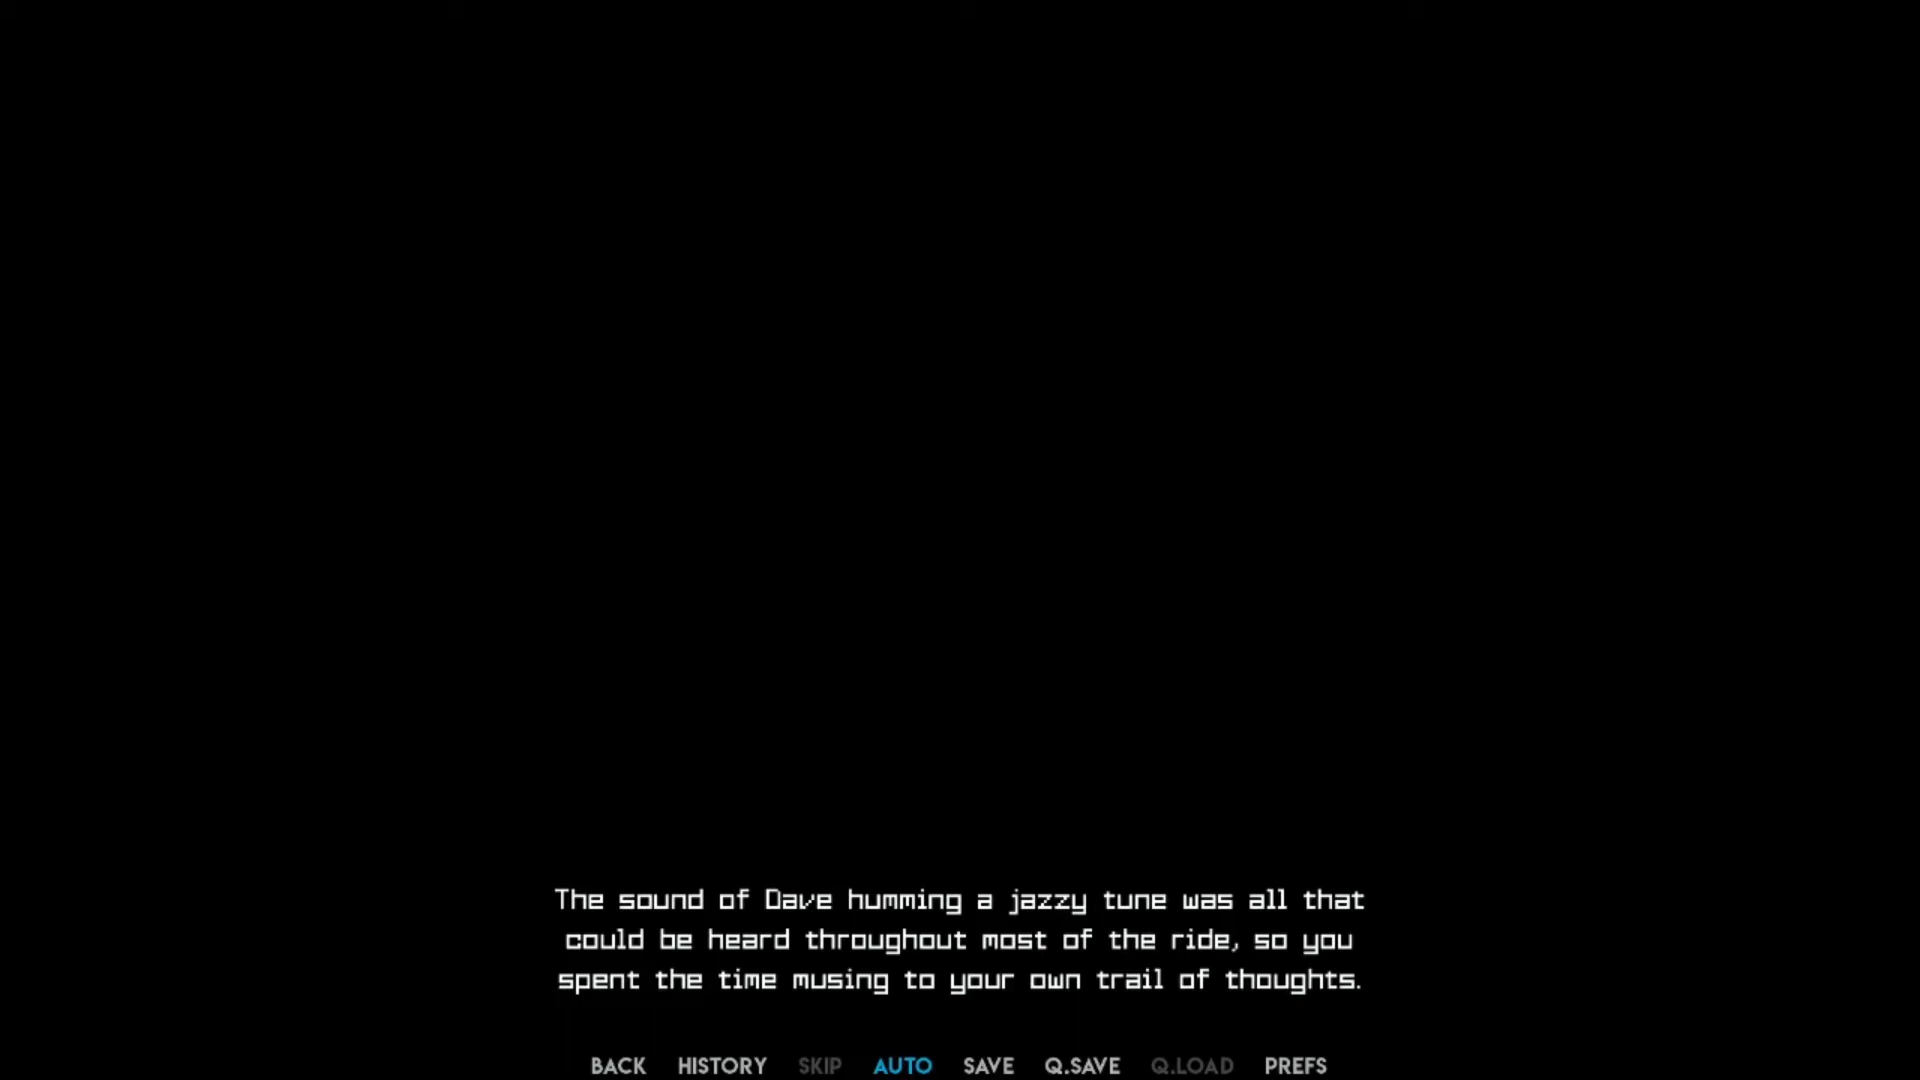 The sound of Dave humming a jazzy tune was all that
could be heard throughout most of the ride, so you
spent the time musing to your own trail of thoughts.
BACK HISTORY SKIP AUTO SAVE Q.SAVE Q.LOAD PREFS